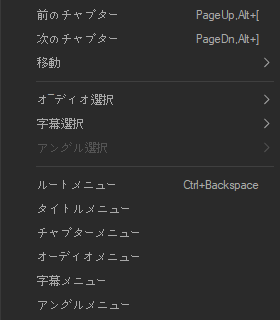 前のチャプター PageUp,Alt+[
次のチャプター PageDn,Alt+]
移動
オーディオ選択
字幕選択
アングル選択
ルートメニュー Ctrl+Backspace
タイトルメニュー
チャプターメニュー
オーディオメニュー
字幕メニュー
アングルメニュー